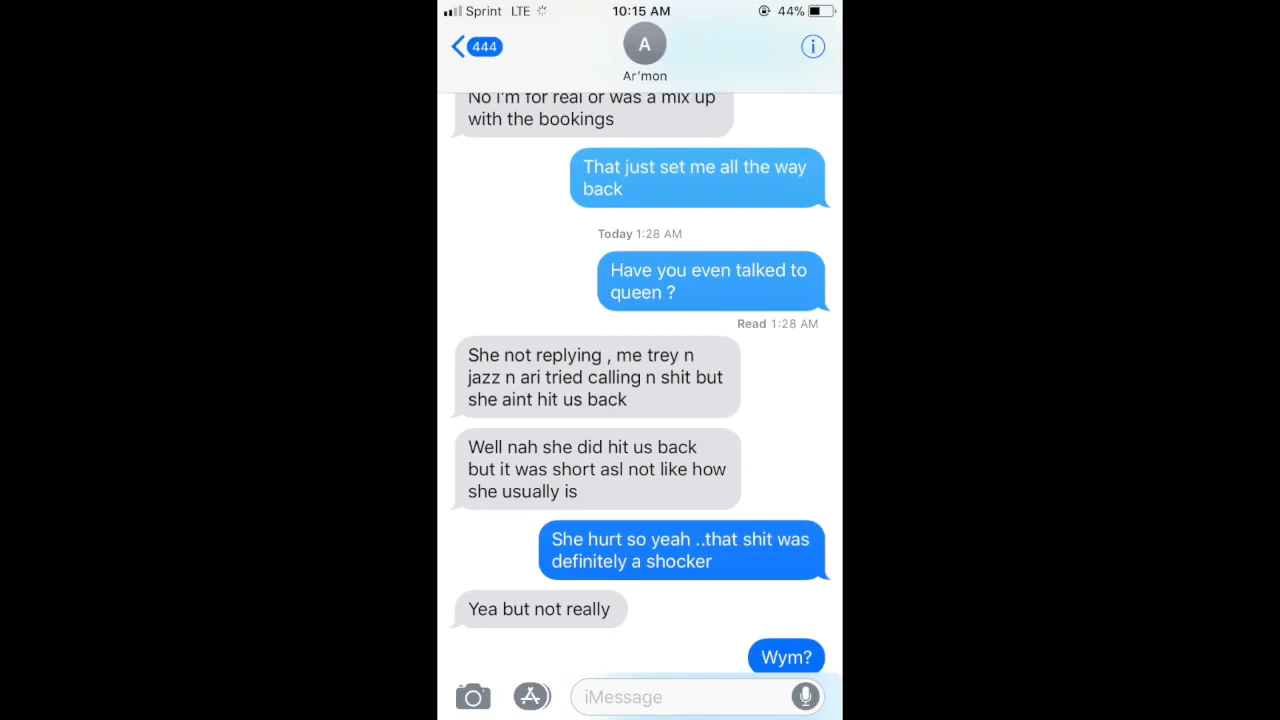 Sprint LTE 10:15 AM 44%
444
A
Ar'mon
No I'm for real or was a mix up
with the bookings
That just set me all the way
back
Today 1:28 AM
Have you even talked to
queen ?
Read 1:28 AM
She not replying , me trey n
jazz n ari tried calling n shit but
she aint hit us back
Well nah she did hit us back
but it was short asl not like how
she usually is
She hurt so yeah ..that shit was
definitely a shocker
Yea but not really
Wym?
iMessage